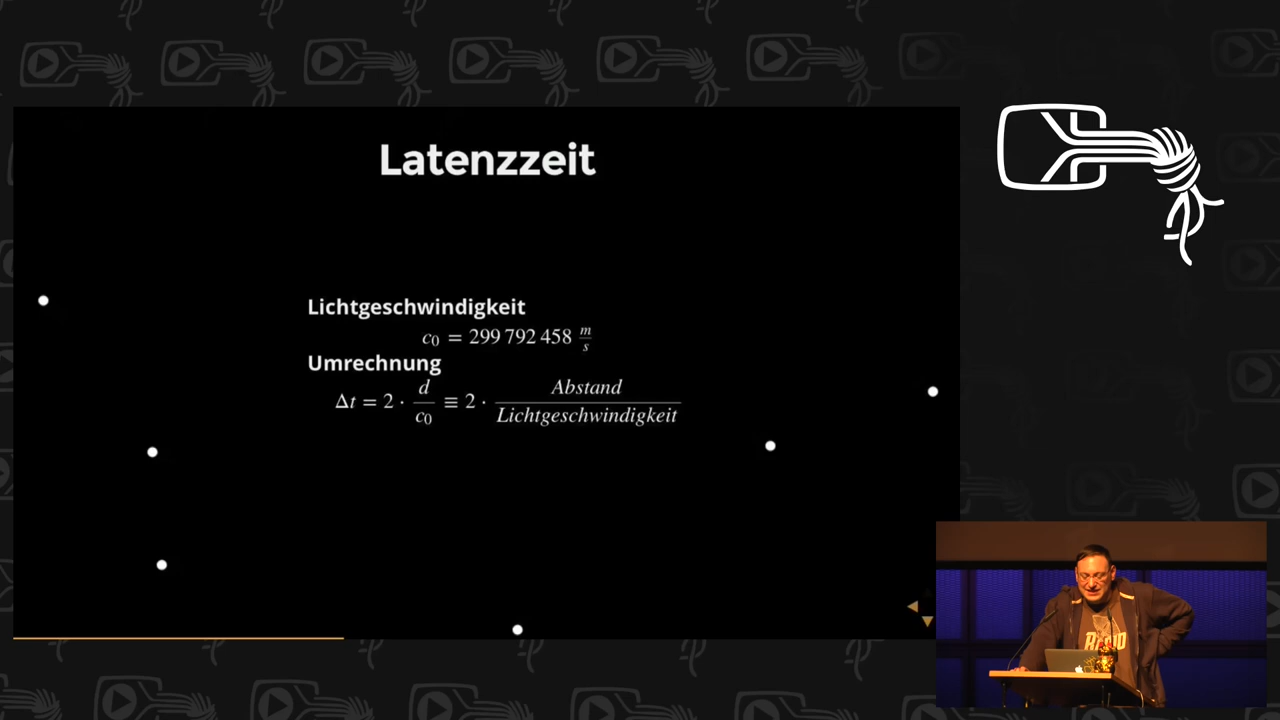 Latenzzeit
Lichtgeschwindigkeit
c₀ = 299 792 458 m/s
Umrechnung
Δt = 2 · d/c₀ ≡ 2 · Abstand/Lichtgeschwindigkeit